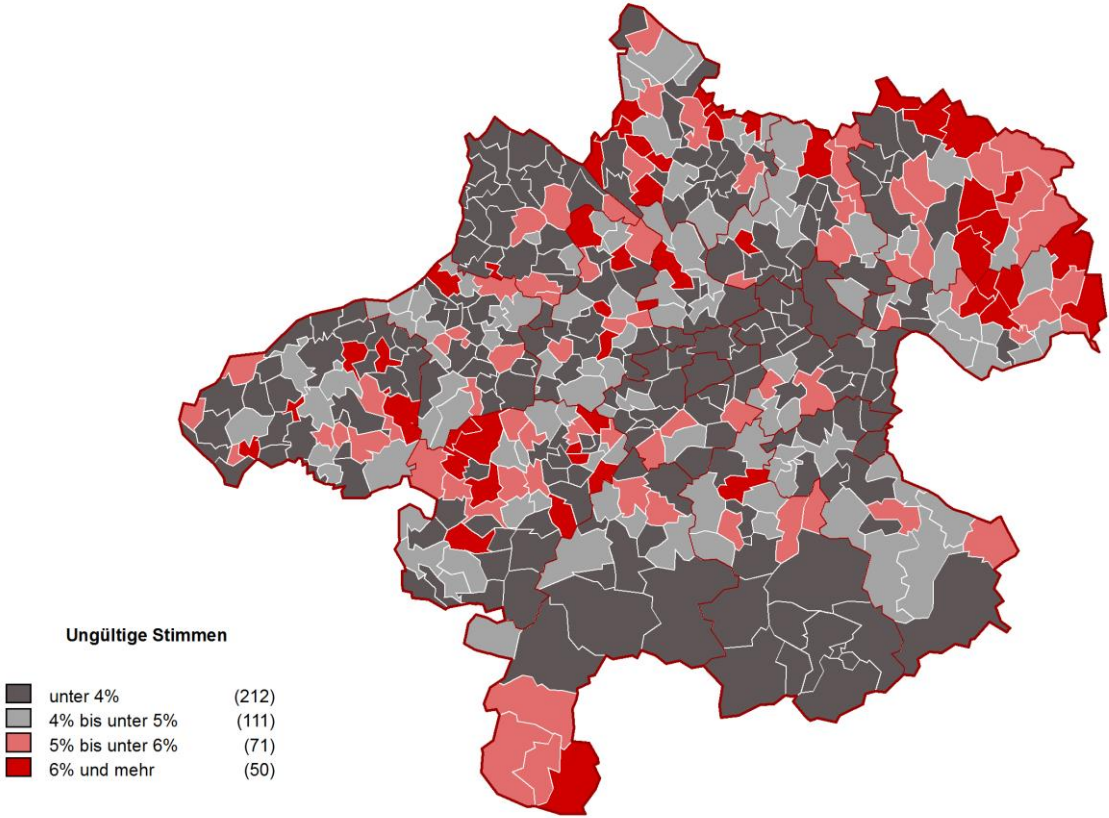 Ungültige Stimmen
unter 4% (212)
4% bis unter 5% (111)
5% bis unter 6% (71)
6% und mehr (50)